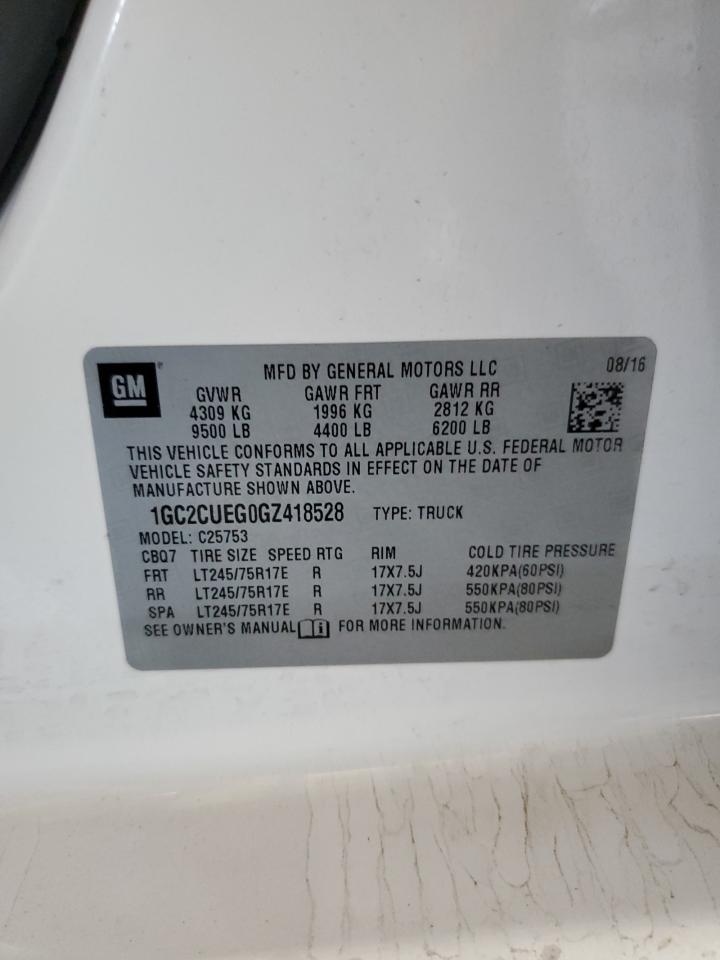 GM
MFD BY GENERAL MOTORS LLC 08/16
GVWR GAWR FRT GAWR RR
4309 KG 1996 KG 2812 KG
9500 LB 4400 LB 6200 LB
THIS VEHICLE CONFORMS TO ALL APPLICABLE U.S. FEDERAL MOTOR
VEHICLE SAFETY STANDARDS IN EFFECT ON THE DATE OF
MANUFACTURE SHOWN ABOVE.
1GC2CUEG0GZ418528 TYPE: TRUCK
MODEL: C25753
CBQ7 TIRE SIZE SPEED RTG RIM COLD TIRE PRESSURE
FRT LT245/75R17E R 17X7.5J 420KPA(60PSI)
RR LT245/75R17E R 17X7.5J 550KPA(80PSI)
SPA LT245/75R17E R 17X7.5J 550KPA(80PSI)
SEE OWNER'S MANUAL FOR MORE INFORMATION.